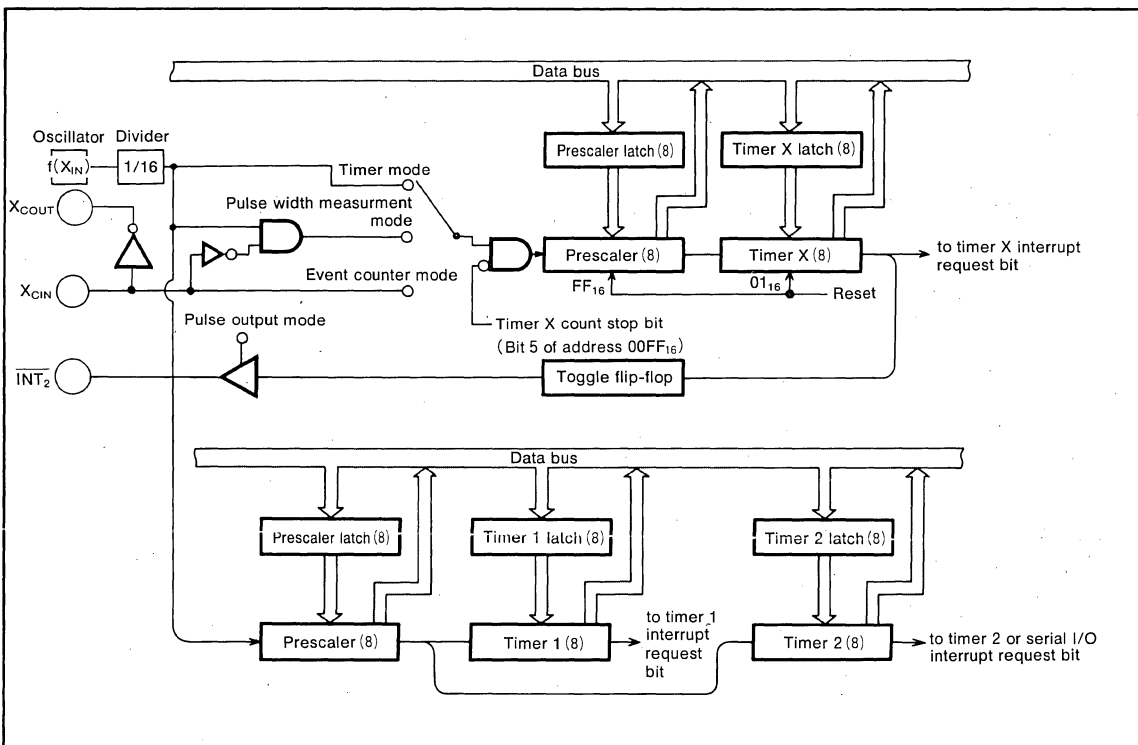 Data bus
Oscillator
Divider
f(XIN)
1/16
Prescaler latch (8)
Timer X latch (8)
Timer mode
XCOUT
Pulse width measurment
mode
Prescaler (8)
Timer X (8)
to timer X interrupt
request bit
Event counter mode
XCIN
FF16
0116
Reset
Pulse output mode
Timer X count stop bit
(Bit 5 of address 00FF16)
INT2
Toggle flip-flop
Data bus
Prescaler latch (8)
Timer 1 latch (8)
Timer 2 latch (8)
Prescaler (8)
Timer 1 (8)
to timer 1
interrupt
request
bit
Timer 2 (8)
to timer 2 or serial I/O
interrupt request bit